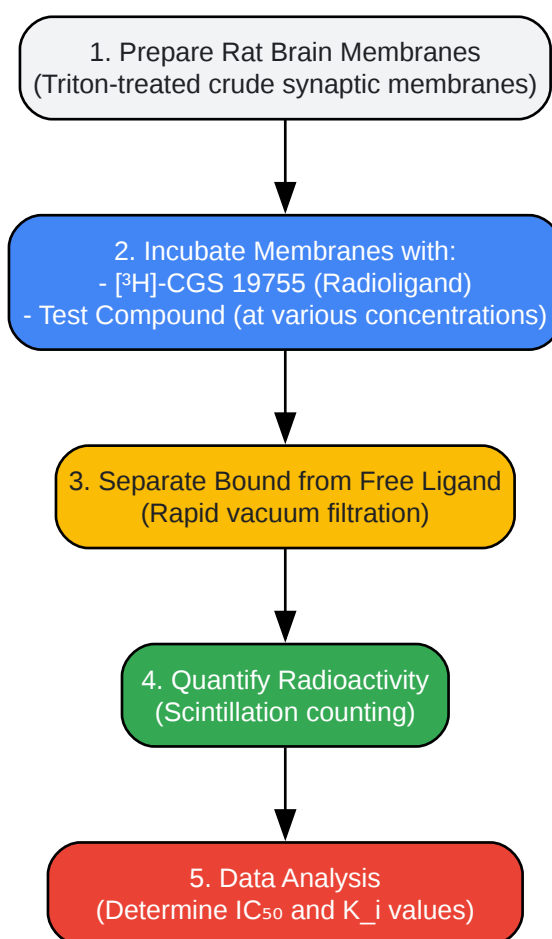 1. Prepare Rat Brain Membranes
(Triton-treated crude synaptic membranes)
2. Incubate Membranes with:
- [³H]-CGS 19755 (Radioligand)
- Test Compound (at various concentrations)
3. Separate Bound from Free Ligand
(Rapid vacuum filtration)
4. Quantify Radioactivity
(Scintillation counting)
5. Data Analysis
(Determine IC₅₀ and K_i values)